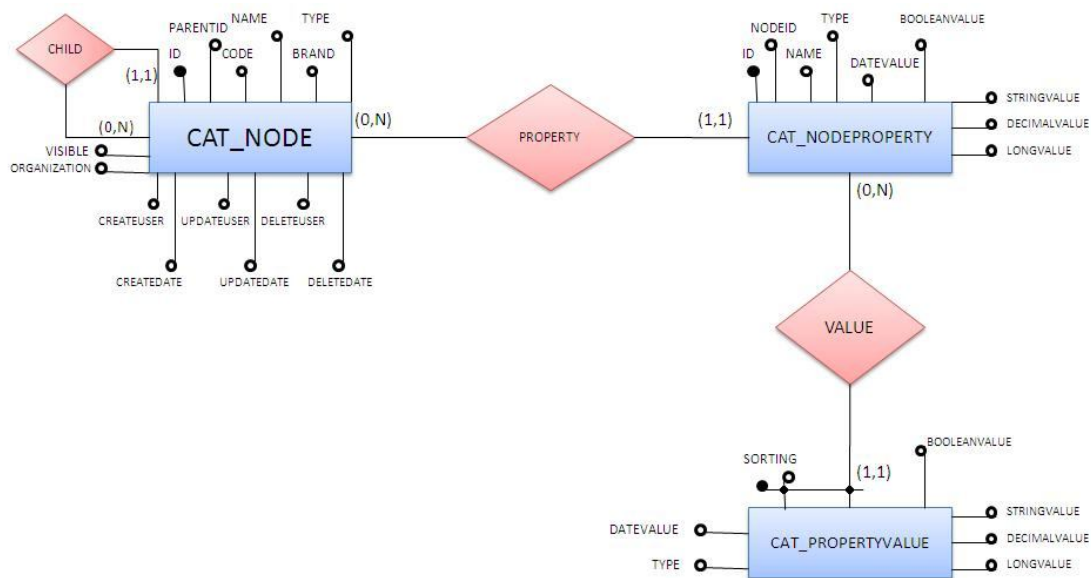 NAME
TYPE
PARENTID
CHILD
ID
CODE
BRAND
(1,1)
(0,N)
CAT_NODE
(0,N)
VISIBLE
ORGANIZATION
CREATEUSER
UPDATEUSER
DELETEUSER
CREATEDATE
UPDATEDATE
DELETEDATE
PROPERTY
TYPE
BOOLEANVALUE
NODEID
ID
NAME
DATEVALUE
(1,1)
CAT_NODEPROPERTY
STRINGVALUE
DECIMALVALUE
LONGVALUE
(0,N)
VALUE
BOOLEANVALUE
SORTING
(1,1)
STRINGVALUE
DATEVALUE
CAT_PROPERTYVALUE
DECIMALVALUE
TYPE
LONGVALUE